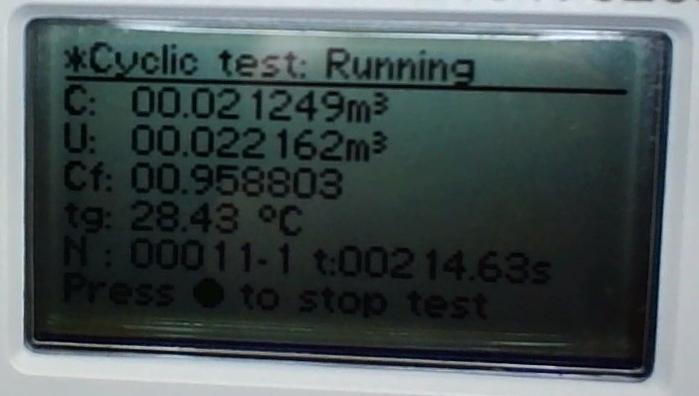 *Cyclic test: Running
C: 00.021249m³
U: 00.022162m³
Cf: 00.958803
tg: 28.43 °C
N : 00011-1 t:00214.63s
Press ● to stop test